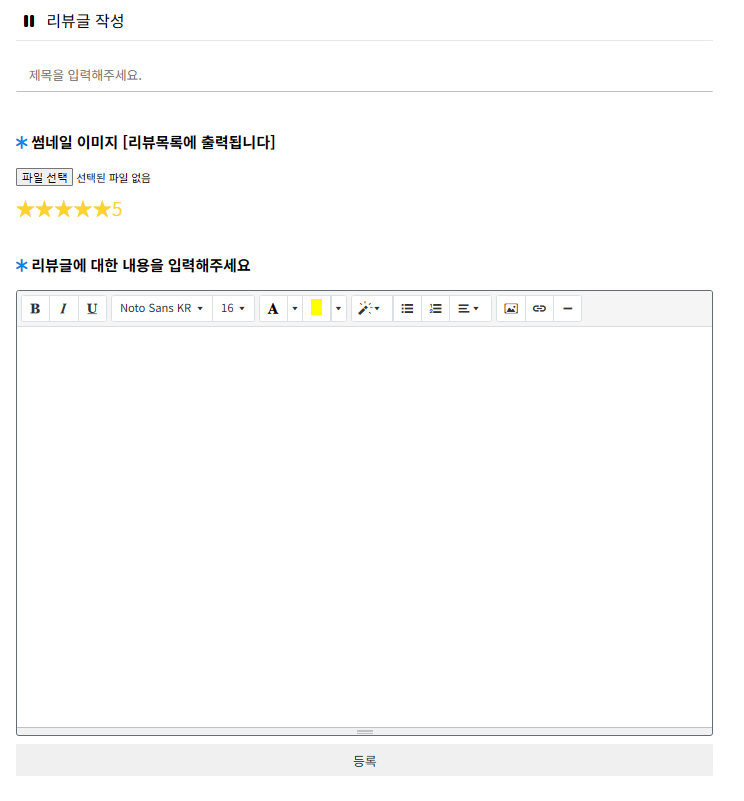 리뷰글 작성
제목을 입력해주세요.
썸네일 이미지 [리뷰목록에 출력됩니다]
파일 선택 선택된 파일 없음
★★★★★5
리뷰글에 대한 내용을 입력해주세요
B I U Noto Sans KR 16 A
등록